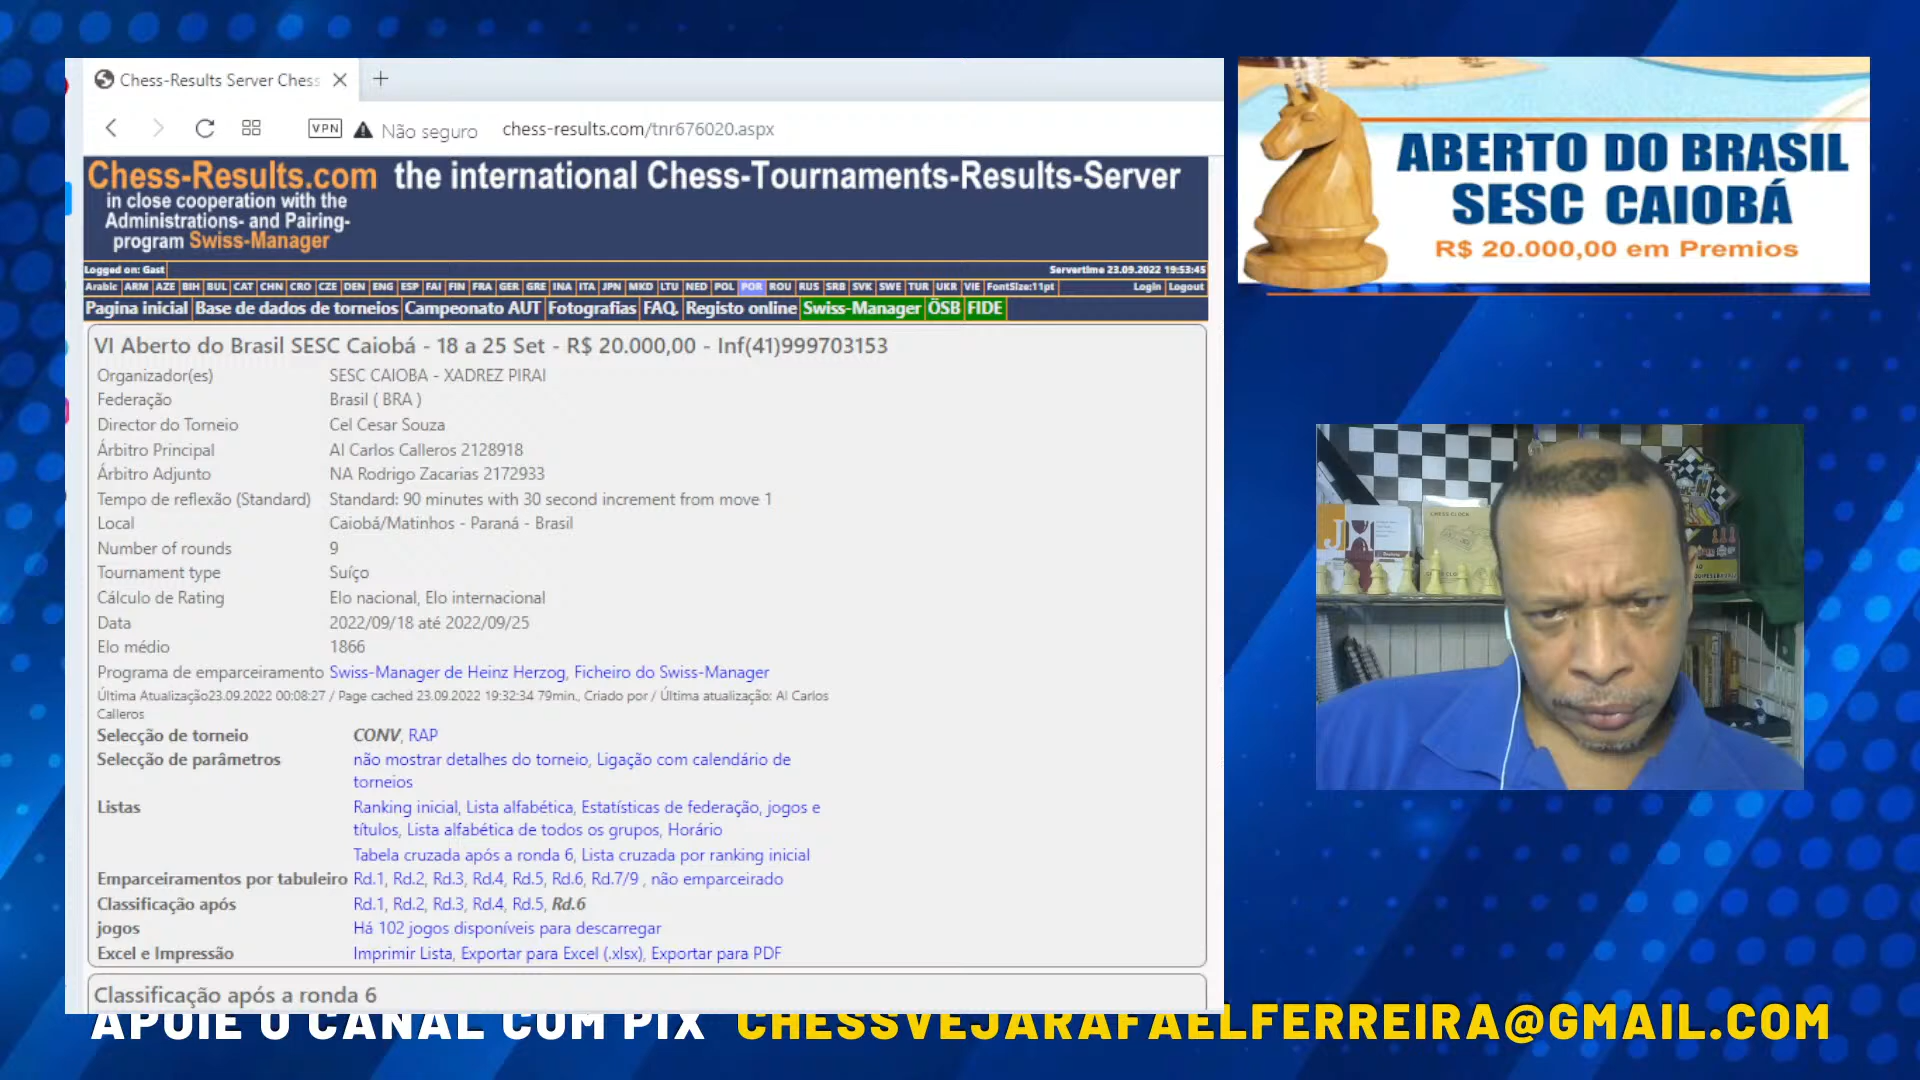 Chess-Results Server Chess
VPN Não seguro chess-results.com/tnr676020.aspx
Chess-Results.com the international Chess-Tournaments-Results-Server
in close cooperation with the
Administrations- and Pairing-
program Swiss-Manager
Logged on: Gast Servertime 23.09.2022 19:53:45
Arabic ARM AZE BIH BUL CAT CHN CRO CZE DEN ENG ESP FAI FIN FRA GER GRE INA ITA JPN MKD LTU NED POL POR ROU RUS SRB SVK SWE TUR UKR VIE FontSize:11pt Login Logout
Pagina inicial Base de dados de torneios Campeonato AUT Fotografias FAQ. Registo online Swiss-Manager ÖSB FIDE
VI Aberto do Brasil SESC Caiobá - 18 a 25 Set - R$ 20.000,00 - Inf(41)999703153
Organizador(es) SESC CAIOBA - XADREZ PIRAI
Federação Brasil ( BRA )
Director do Torneio Cel Cesar Souza
Árbitro Principal AI Carlos Calleros 2128918
Árbitro Adjunto NA Rodrigo Zacarias 2172933
Tempo de reflexão (Standard) Standard: 90 minutes with 30 second increment from move 1
Local Caiobá/Matinhos - Paraná - Brasil
Number of rounds 9
Tournament type Suíço
Cálculo de Rating Elo nacional, Elo internacional
Data 2022/09/18 até 2022/09/25
Elo médio 1866
Programa de emparceiramento Swiss-Manager de Heinz Herzog, Ficheiro do Swiss-Manager
Última Atualização23.09.2022 00:08:27 / Page cached 23.09.2022 19:32:34 79min., Criado por / Última atualização: AI Carlos
Calleros
Selecção de torneio CONV, RAP
Selecção de parâmetros não mostrar detalhes do torneio, Ligação com calendário de
torneios
Listas Ranking inicial, Lista alfabética, Estatísticas de federação, jogos e
títulos, Lista alfabética de todos os grupos, Horário
Tabela cruzada após a ronda 6, Lista cruzada por ranking inicial
Emparceiramentos por tabuleiro Rd.1, Rd.2, Rd.3, Rd.4, Rd.5, Rd.6, Rd.7/9 , não emparceirado
Classificação após Rd.1, Rd.2, Rd.3, Rd.4, Rd.5, Rd.6
jogos Há 102 jogos disponíveis para descarregar
Excel e Impressão Imprimir Lista, Exportar para Excel (.xlsx), Exportar para PDF
Classificação após a ronda 6
ABERTO DO BRASIL
SESC CAIOBÁ
R$ 20.000,00 em Premios
CHESS CLOCK
APOIE O CANAL COM PIX CHESSVEJARAFAELFERREIRA@GMAIL.COM